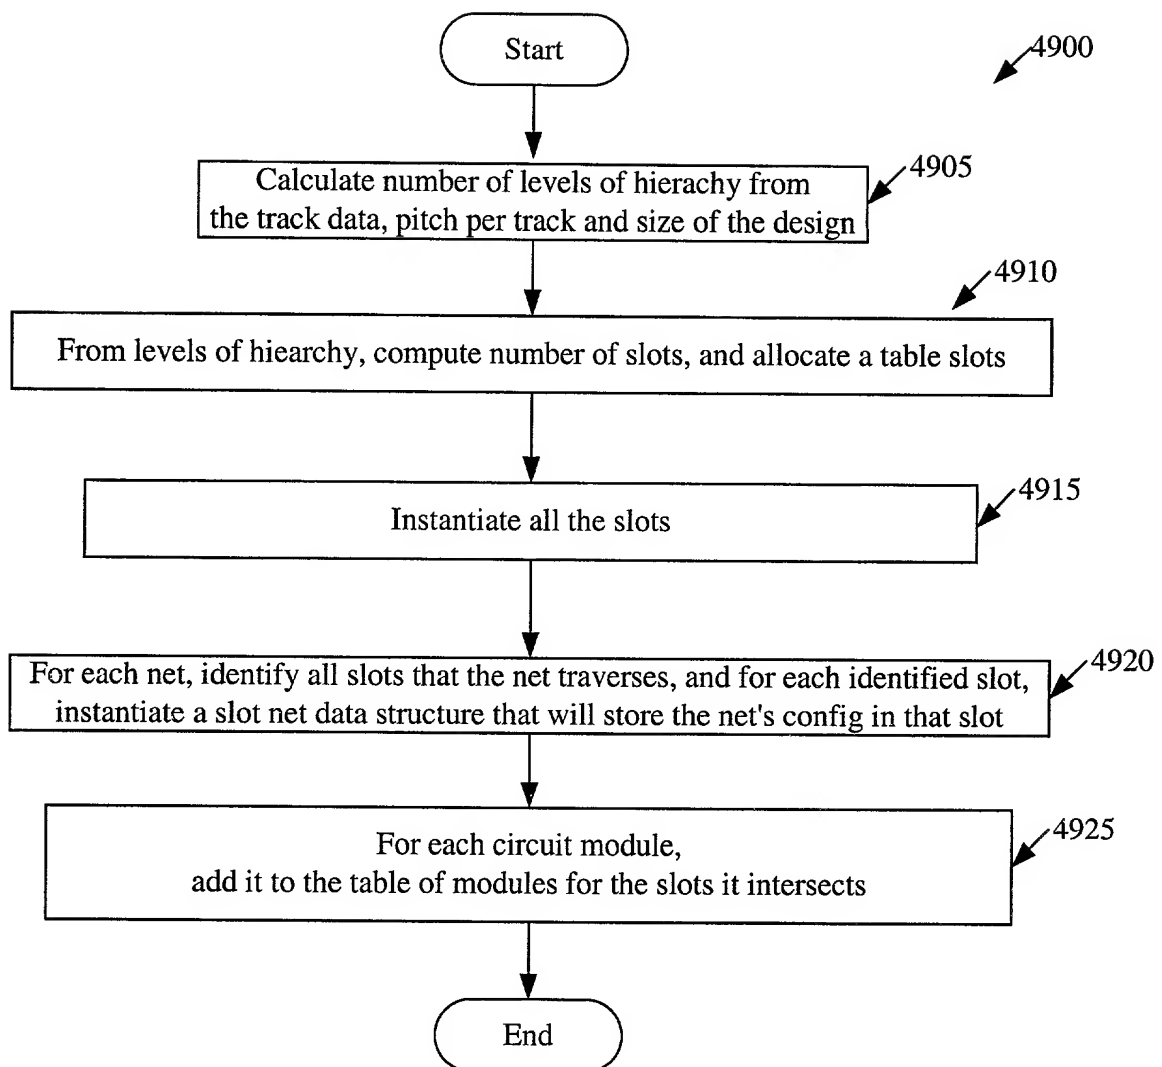 Start
4900
4905
Calculate number of levels of hierachy from
the track data, pitch per track and size of the design
4910
From levels of hiearchy, compute number of slots, and allocate a table slots
4915
Instantiate all the slots
4920
For each net, identify all slots that the net traverses, and for each identified slot,
instantiate a slot net data structure that will store the net's config in that slot
4925
For each circuit module,
add it to the table of modules for the slots it intersects
End